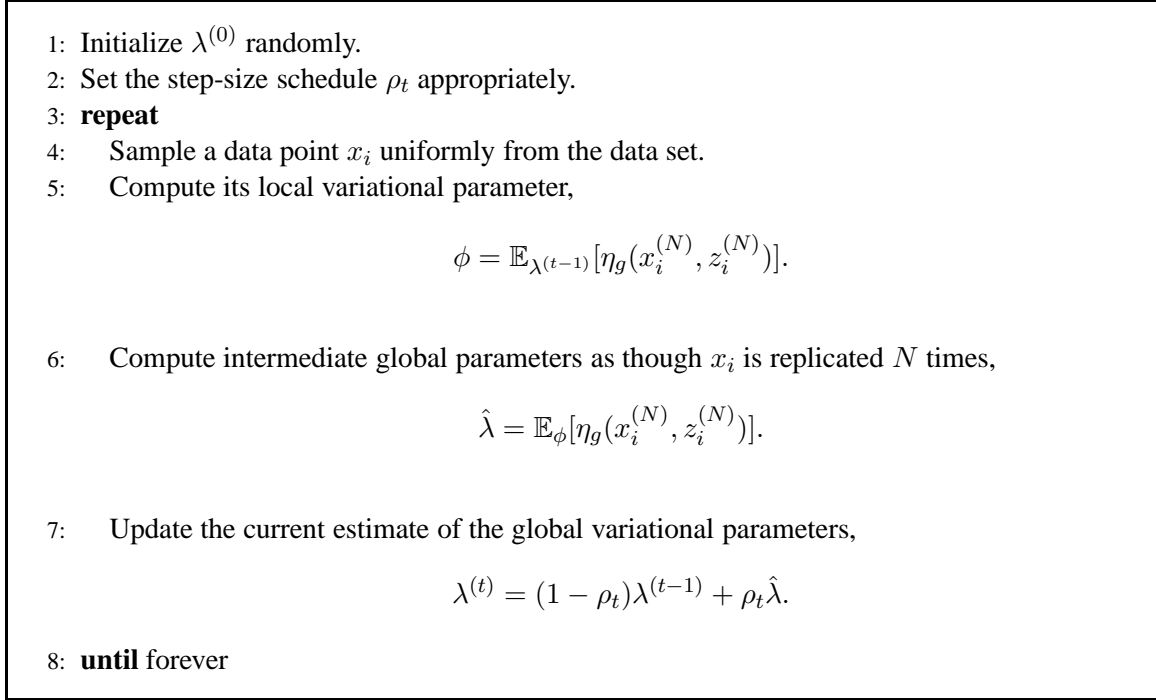 1: Initialize λ^{(0)} randomly.
2: Set the step-size schedule ρ_t appropriately.
3: repeat
4: Sample a data point x_i uniformly from the data set.
5: Compute its local variational parameter,
ϕ = 𝔼_{λ^{(t−1)}}[η_g(x_i^{(N)}, z_i^{(N)})].
6: Compute intermediate global parameters as though x_i is replicated N times,
λ̂ = 𝔼_ϕ[η_g(x_i^{(N)}, z_i^{(N)})].
7: Update the current estimate of the global variational parameters,
λ^{(t)} = (1 − ρ_t)λ^{(t−1)} + ρ_tλ̂.
8: until forever